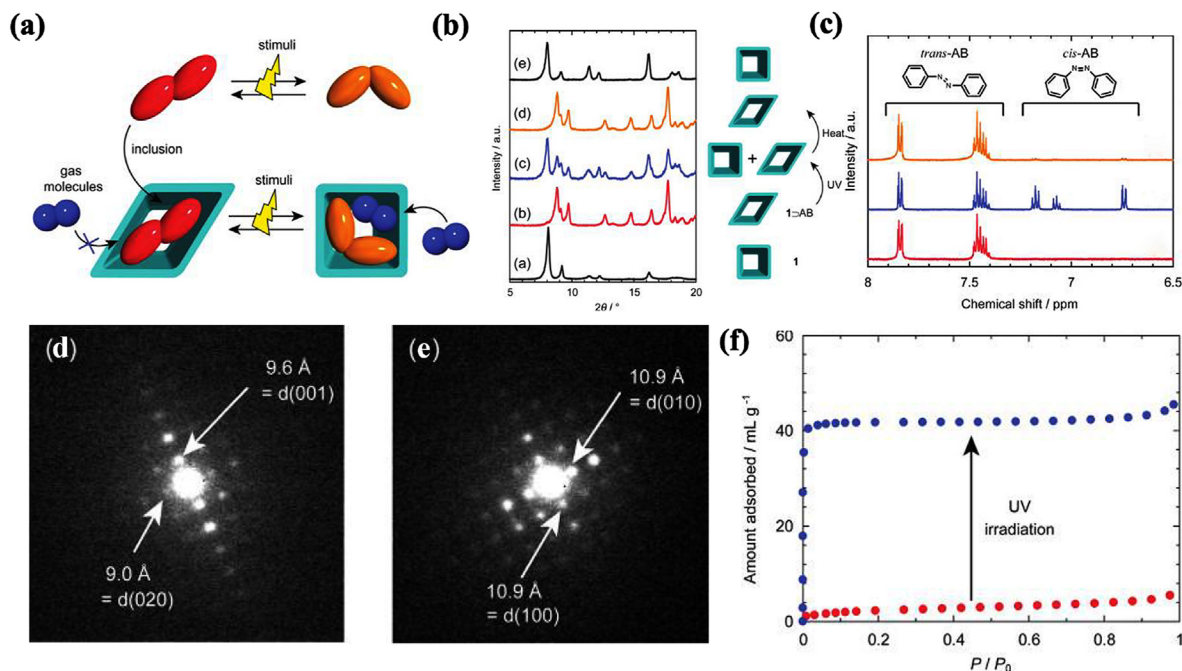 (a)
stimuli
inclusion
gas
molecules
stimuli
(b)
Intensity / a.u.
(e)
(d)
(c)
(b)
(a)
5 10 15 20
2θ / °
+
Heat
UV
1⊃AB
1
(c)
Intensity / a.u.
trans-AB
cis-AB
N=N
N=N
8 7.5 7 6.5
Chemical shift / ppm
(d)
9.6 Å
= d(001)
9.0 Å
= d(020)
(e)
10.9 Å
= d(010)
10.9 Å
= d(100)
(f)
Amount adsorbed / mL g⁻¹
60
40
20
0
UV
irradiation
0 0.2 0.4 0.6 0.8 1
P / P₀